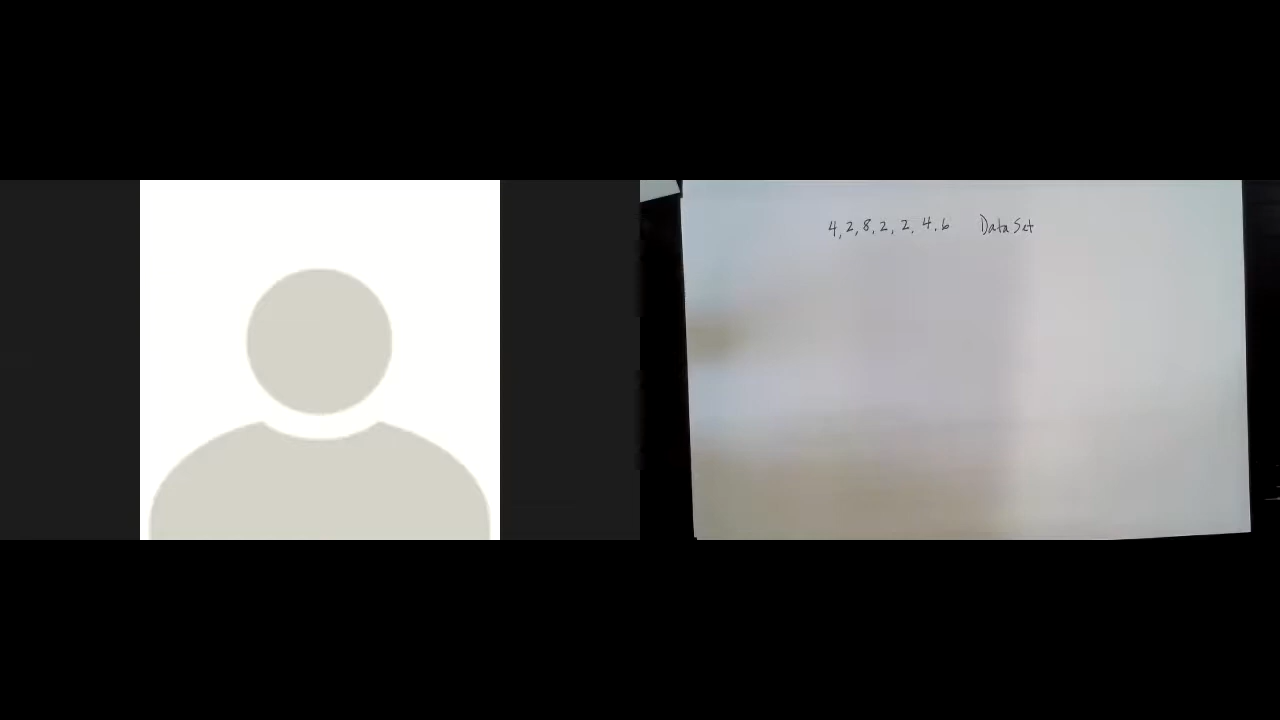 4, 2, 8, 2, 2, 4, 6 Data Set